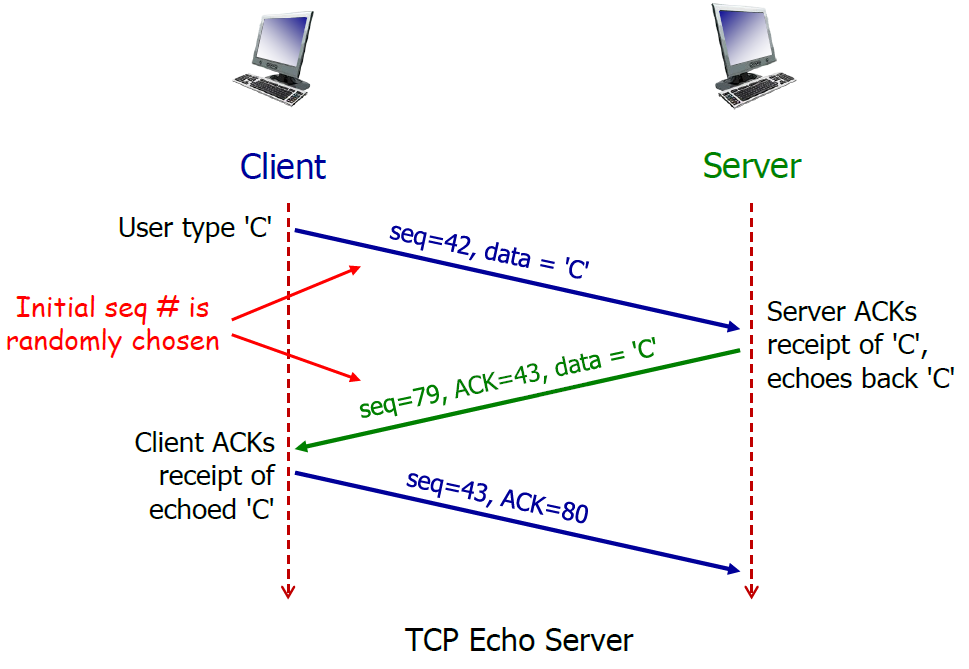 Client
Server
User type 'C'
seq=42, data = 'C'
Initial seq # is
randomly chosen
Server ACKs
receipt of 'C',
echoes back 'C'
seq=79, ACK=43, data = 'C'
Client ACKs
receipt of
echoed 'C'
seq=43, ACK=80
TCP Echo Server